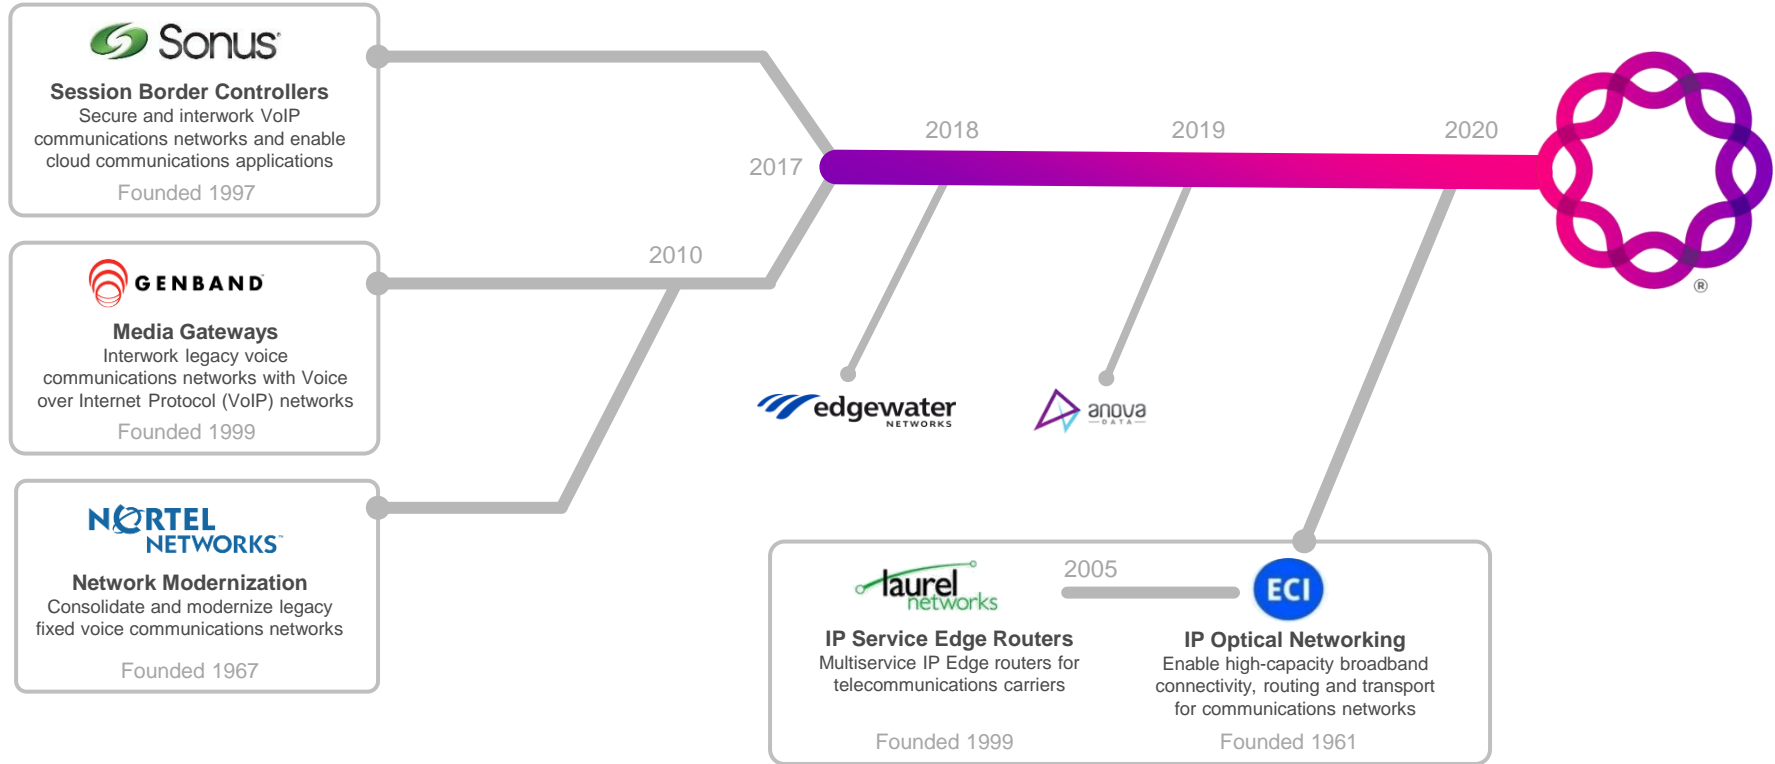 Sonus
Session Border Controllers
Secure and interwork VoIP
communications networks and enable
cloud communications applications
Founded 1997
GENBAND
Media Gateways
Interwork legacy voice
communications networks with Voice
over Internet Protocol (VoIP) networks
Founded 1999
NORTEL
NETWORKS™
Network Modernization
Consolidate and modernize legacy
fixed voice communications networks
Founded 1967
2010
2017
2018
2019
2020
®
edgewater
NETWORKS
anova
DATA
laurel
networks
2005
ECI
IP Service Edge Routers
Multiservice IP Edge routers for
telecommunications carriers
Founded 1999
IP Optical Networking
Enable high-capacity broadband
connectivity, routing and transport
for communications networks
Founded 1961